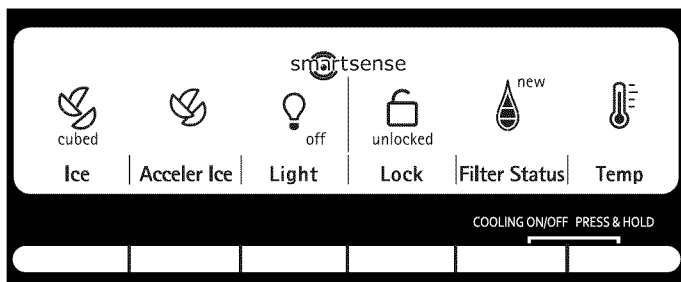 smartsense
new
cubed
off
unlocked
Ice
Acceler Ice
Light
Lock
Filter Status
Temp
COOLING ON/OFF PRESS & HOLD